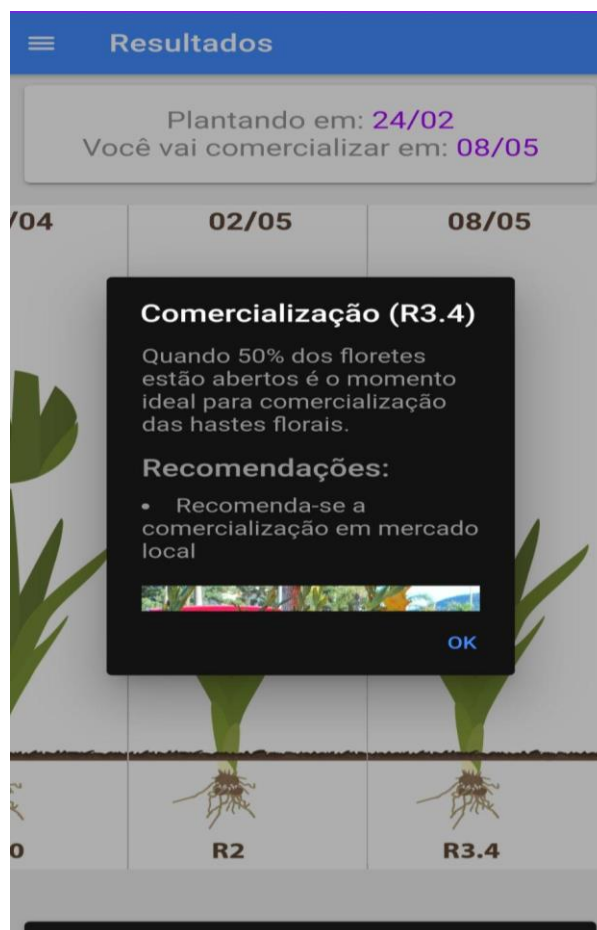 Resultados
Plantando em: 24/02
Você vai comercializar em: 08/05
/04
02/05
08/05
Comercialização (R3.4)
Quando 50% dos floretes
estão abertos é o momento
ideal para comercialização
das hastes florais.
Recomendações:
• Recomenda-se a
comercialização em mercado
local
OK
0
R2
R3.4